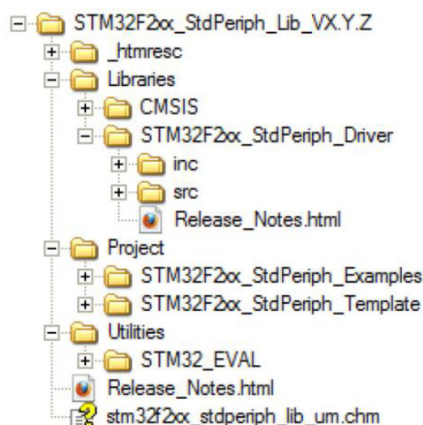 STM32F2xx_StdPeriph_Lib_VX.Y.Z
_htmresc
Libraries
CMSIS
STM32F2xx_StdPeriph_Driver
inc
src
Release_Notes.html
Project
STM32F2xx_StdPeriph_Examples
STM32F2xx_StdPeriph_Template
Utilities
STM32_EVAL
Release_Notes.html
stm32f2xx_stdperiph_lib_um.chm